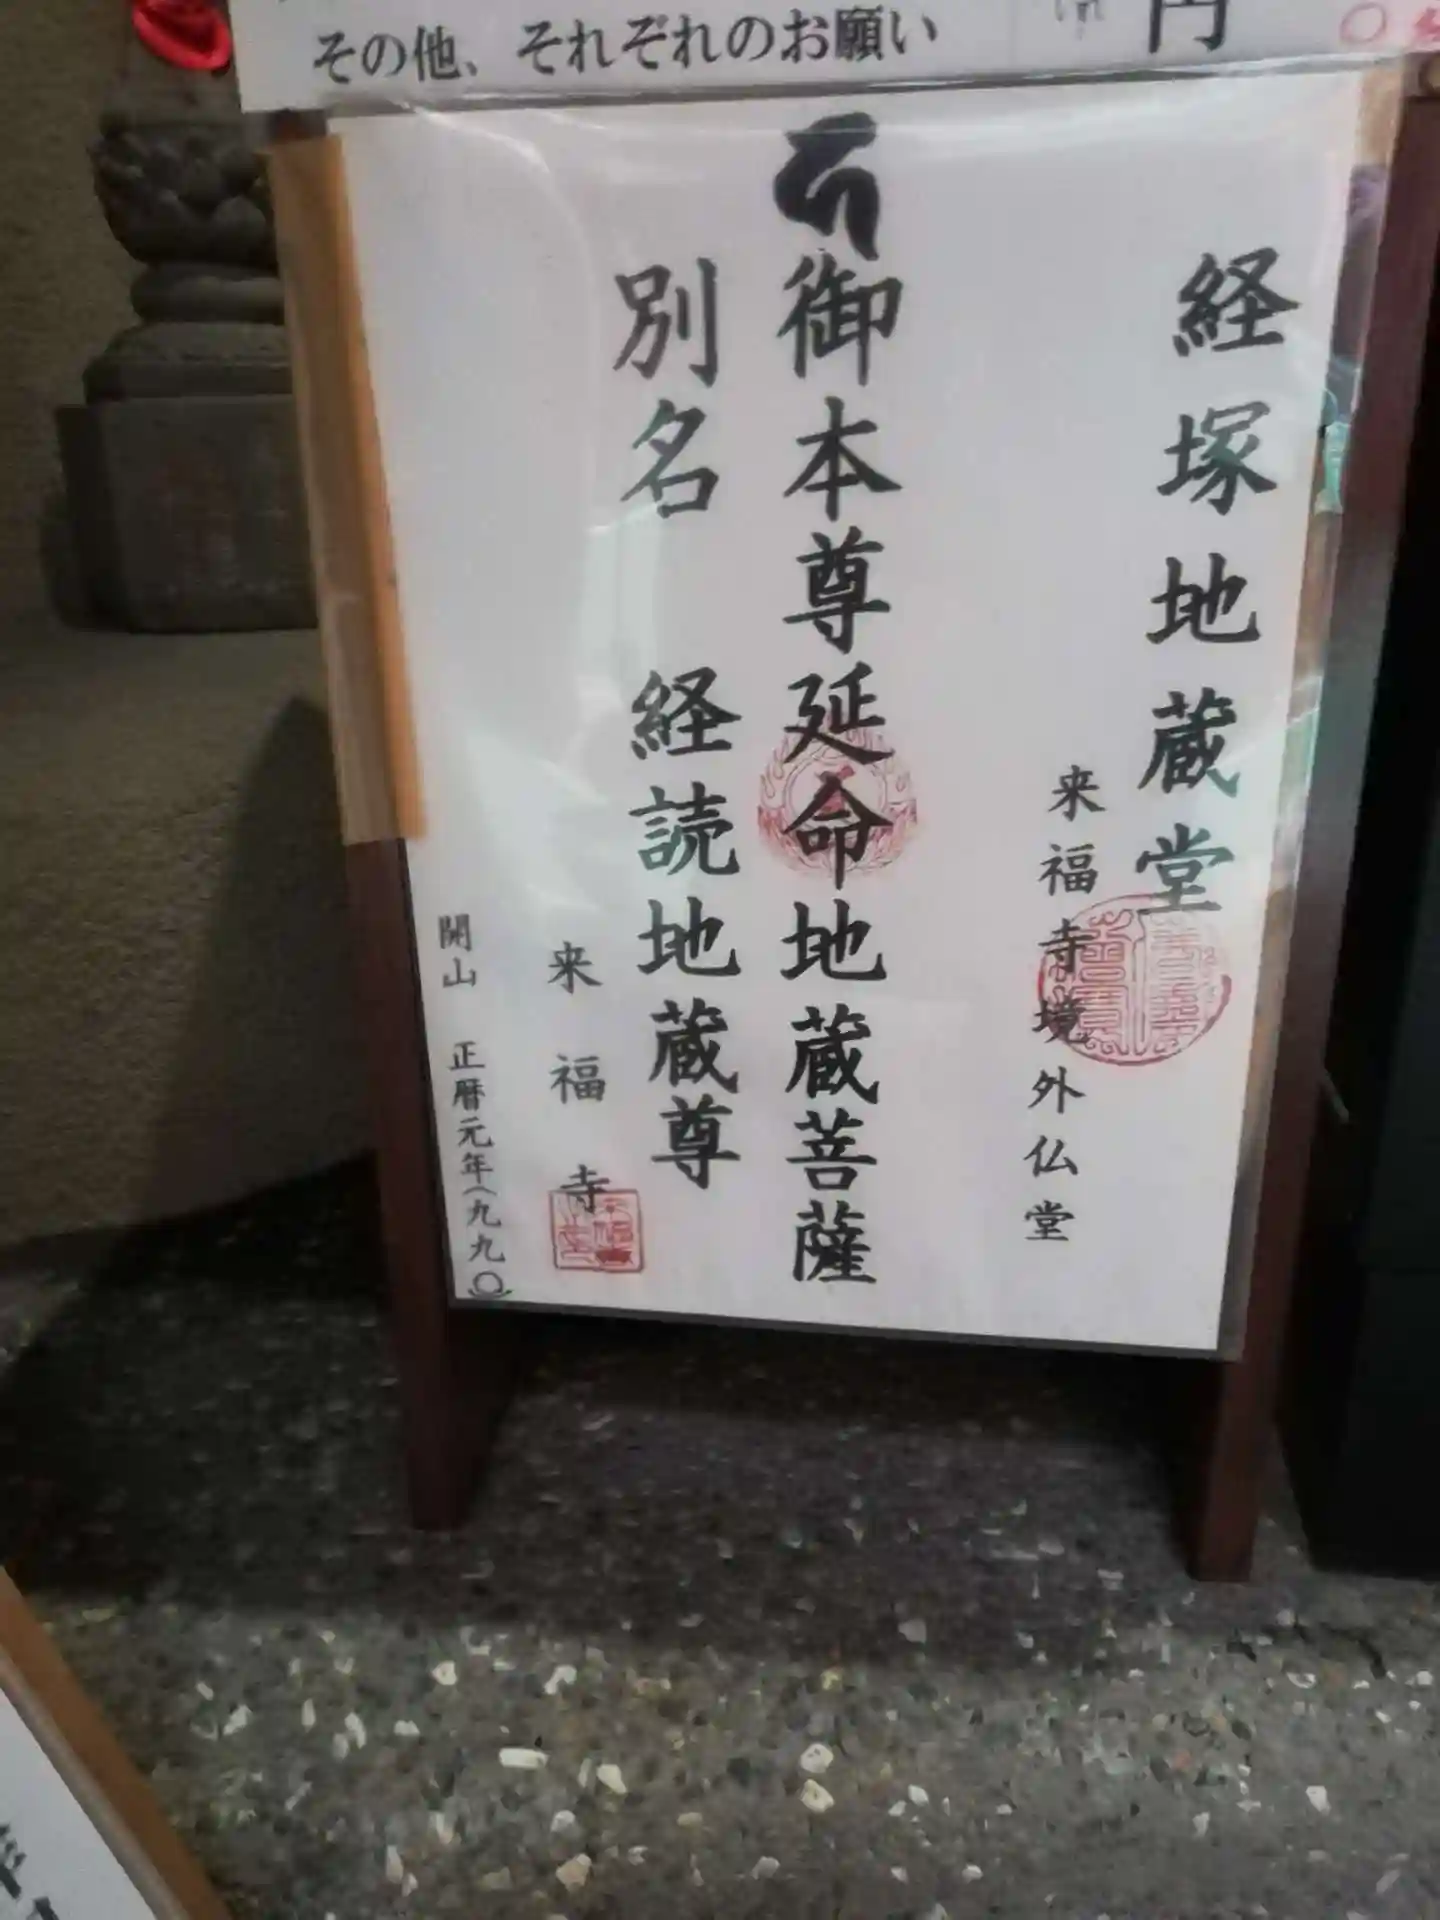 その他、それぞれのお願い
円
経塚地蔵堂
来福寺境外仏堂
御本尊延命地蔵菩薩
別名　経読地蔵尊
来福寺
開山　正暦元年(九九〇